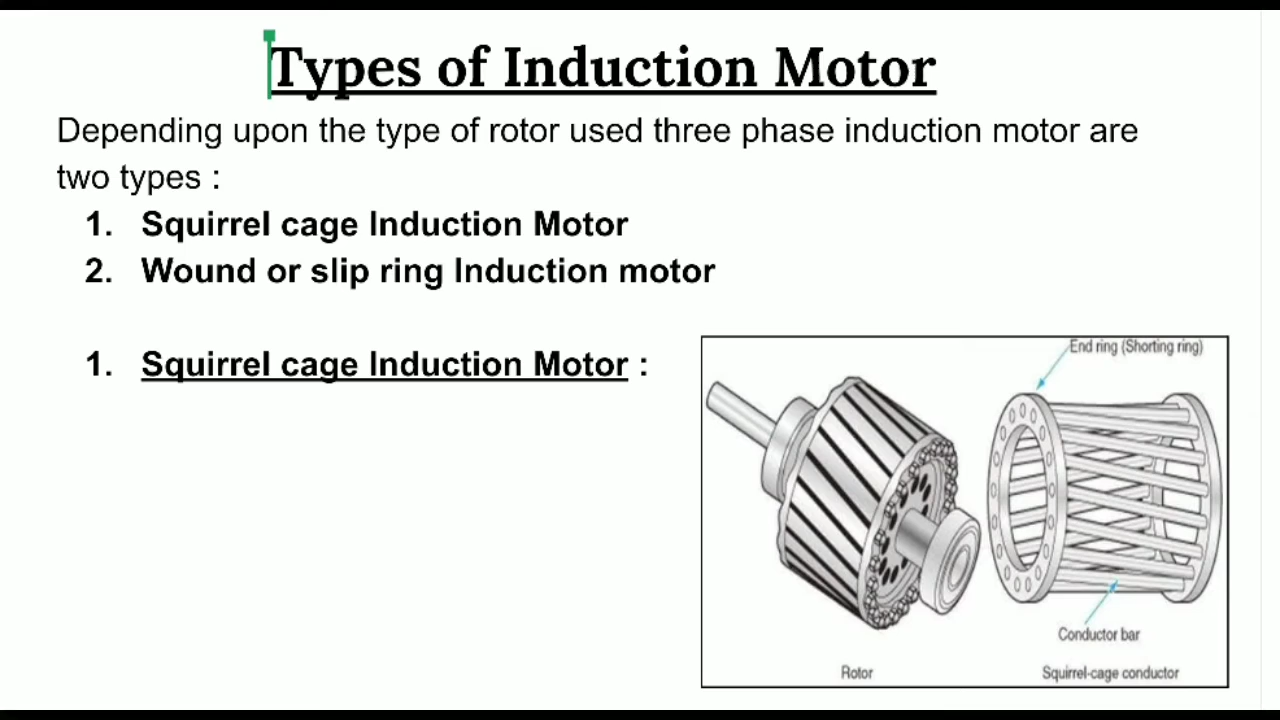 Types of Induction Motor
Depending upon the type of rotor used three phase induction motor are
two types :
1. Squirrel cage Induction Motor
2. Wound or slip ring Induction motor
1. Squirrel cage Induction Motor :
End ring (Shorting ring)
Conductor bar
Rotor
Squirrel-cage conductor